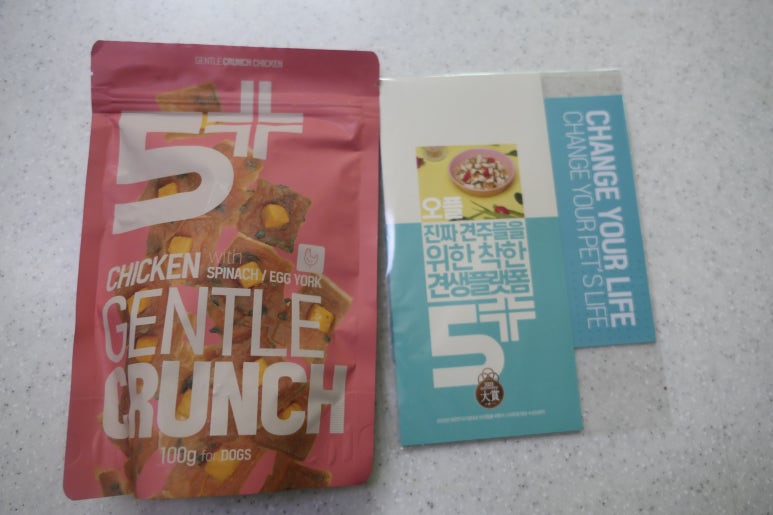 GENTLE CRUNCH CHICKEN
5+
CHICKEN with
SPINACH / EGG YORK
GENTLE
CRUNCH
100g for DOGS
오플
진짜 견주들을
위한 착한
견생플랫폼
5+
大賞
CHANGE YOUR LIFE
CHANGE YOUR PET'S LIFE